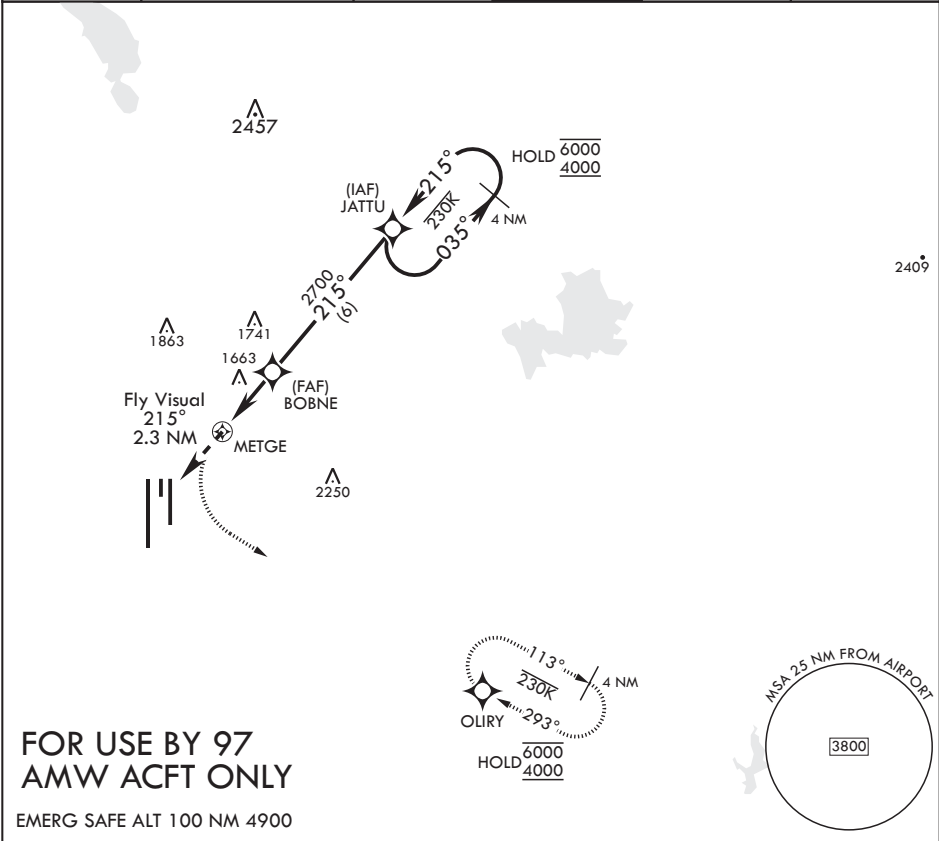 2457
HOLD 6000
4000
215°
230K
035°
4 NM
(IAF)
JATTU
2409
2700
215°
(6)
1863
1741
1663
(FAF)
BOBNE
Fly Visual
215°
2.3 NM
METGE
2250
113°
230K
293°
4 NM
OLIRY
HOLD 6000
4000
MSA 25 NM FROM AIRPORT
3800
FOR USE BY 97
AMW ACFT ONLY
EMERG SAFE ALT 100 NM 4900